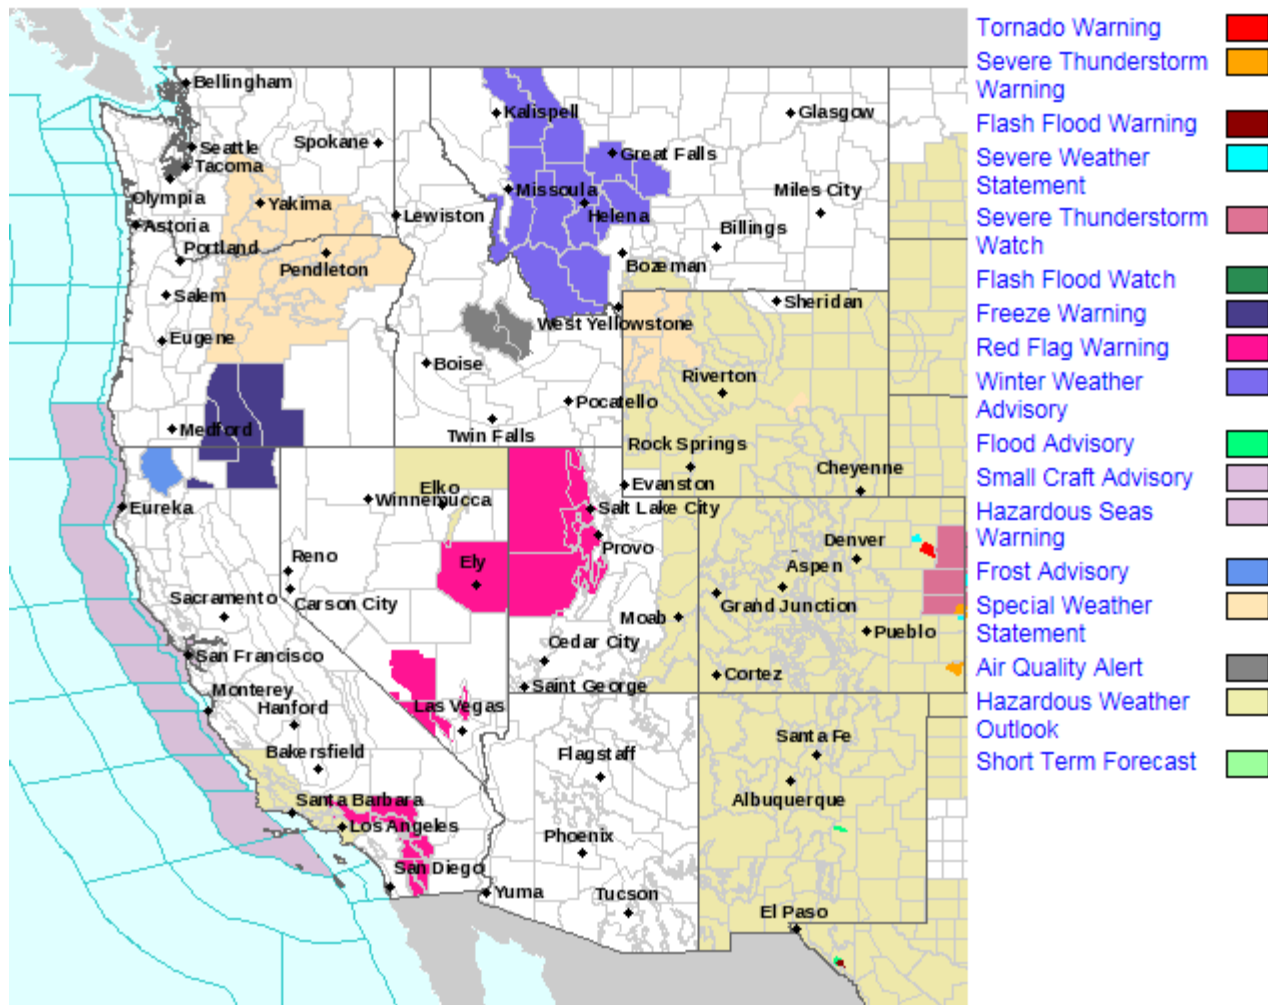 Bellingham
Kalispell
Glasgow
Seattle
Spokane
Great Falls
Tacoma
Olympia
Yakima
Missoula
Miles City
Lewiston
Helena
Astoria
Billings
Portland
Pendleton
Bozeman
Salem
Sheridan
West Yellowstone
Eugene
Boise
Riverton
Pocatello
Medford
Twin Falls
Rock Springs
Cheyenne
Elko
Evanston
Winnemucca
Eureka
Salt Lake City
Denver
Provo
Reno
Ely
Aspen
Sacramento
Carson City
Grand Junction
Moab
Pueblo
Cedar City
San Francisco
Cortez
Saint George
Monterey
Hanford
Las Vegas
Santa Fe
Bakersfield
Flagstaff
Santa Barbara
Albuquerque
Los Angeles
Phoenix
San Diego
Yuma
Tucson
El Paso
Tornado Warning
Severe Thunderstorm
Warning
Flash Flood Warning
Severe Weather
Statement
Severe Thunderstorm
Watch
Flash Flood Watch
Freeze Warning
Red Flag Warning
Winter Weather
Advisory
Flood Advisory
Small Craft Advisory
Hazardous Seas
Warning
Frost Advisory
Special Weather
Statement
Air Quality Alert
Hazardous Weather
Outlook
Short Term Forecast